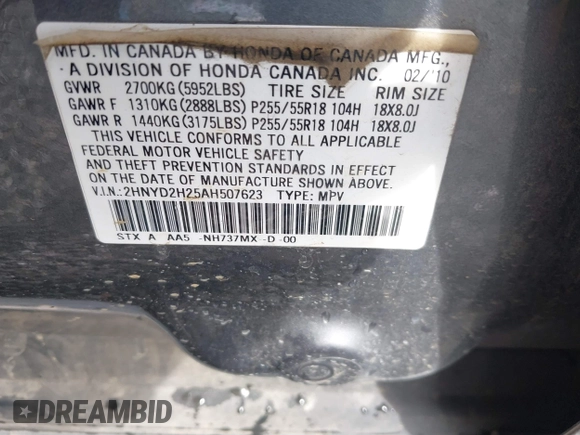 MFD. IN CANADA BY HONDA OF CANADA MFG.,
A DIVISION OF HONDA CANADA INC. 02/'10
GVWR 2700KG (5952LBS) TIRE SIZE RIM SIZE
GAWR F 1310KG (2888LBS) P255/55R18 104H 18X8.0J
GAWR R 1440KG (3175LBS) P255/55R18 104H 18X8.0J
THIS VEHICLE CONFORMS TO ALL APPLICABLE
FEDERAL MOTOR VEHICLE SAFETY
AND THEFT PREVENTION STANDARDS IN EFFECT
ON THE DATE OF MANUFACTURE SHOWN ABOVE.
V.I.N.: 2HNYD2H25AH507623 TYPE: MPV
STX A AA5 -NH737MX -D -00
DREAMBID